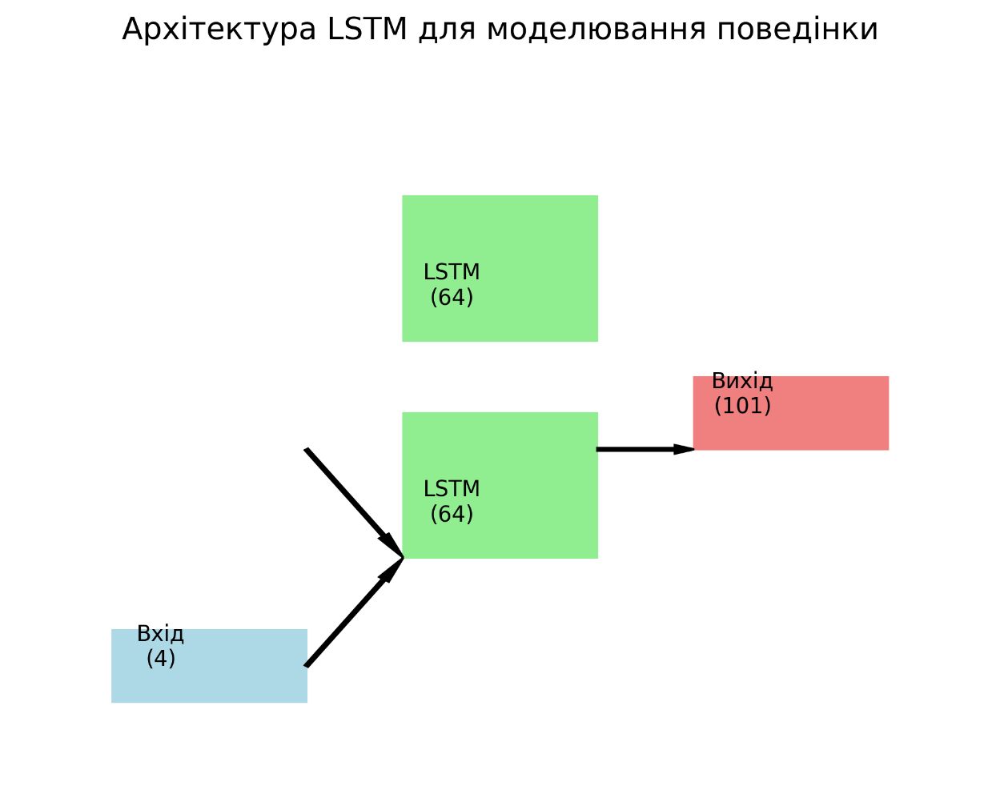 Архітектура LSTM для моделювання поведінки
LSTM
(64)
Вихід
(101)
LSTM
(64)
Вхід
(4)